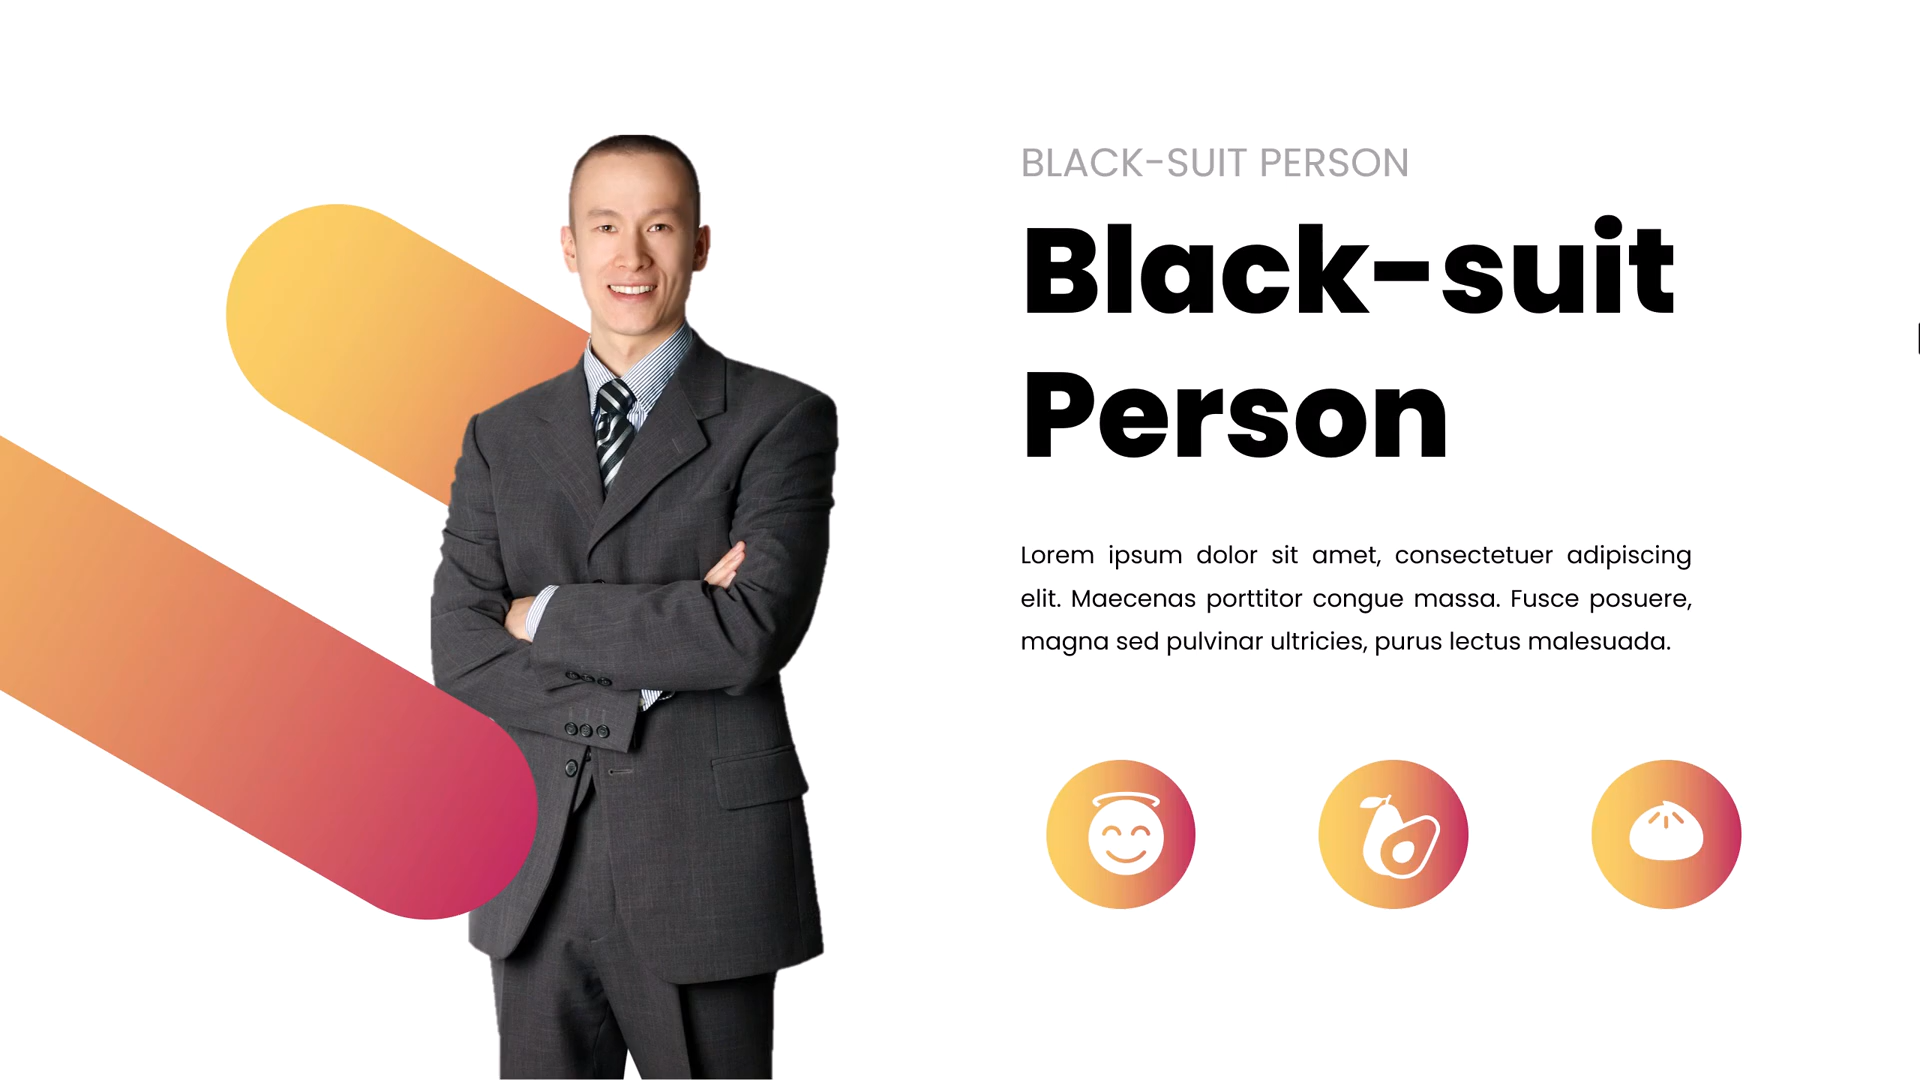 BLACK-SUIT PERSON
Black-suit
Person
Lorem ipsum dolor sit amet, consectetuer adipiscing
elit. Maecenas porttitor congue massa. Fusce posuere,
magna sed pulvinar ultricies, purus lectus malesuada.